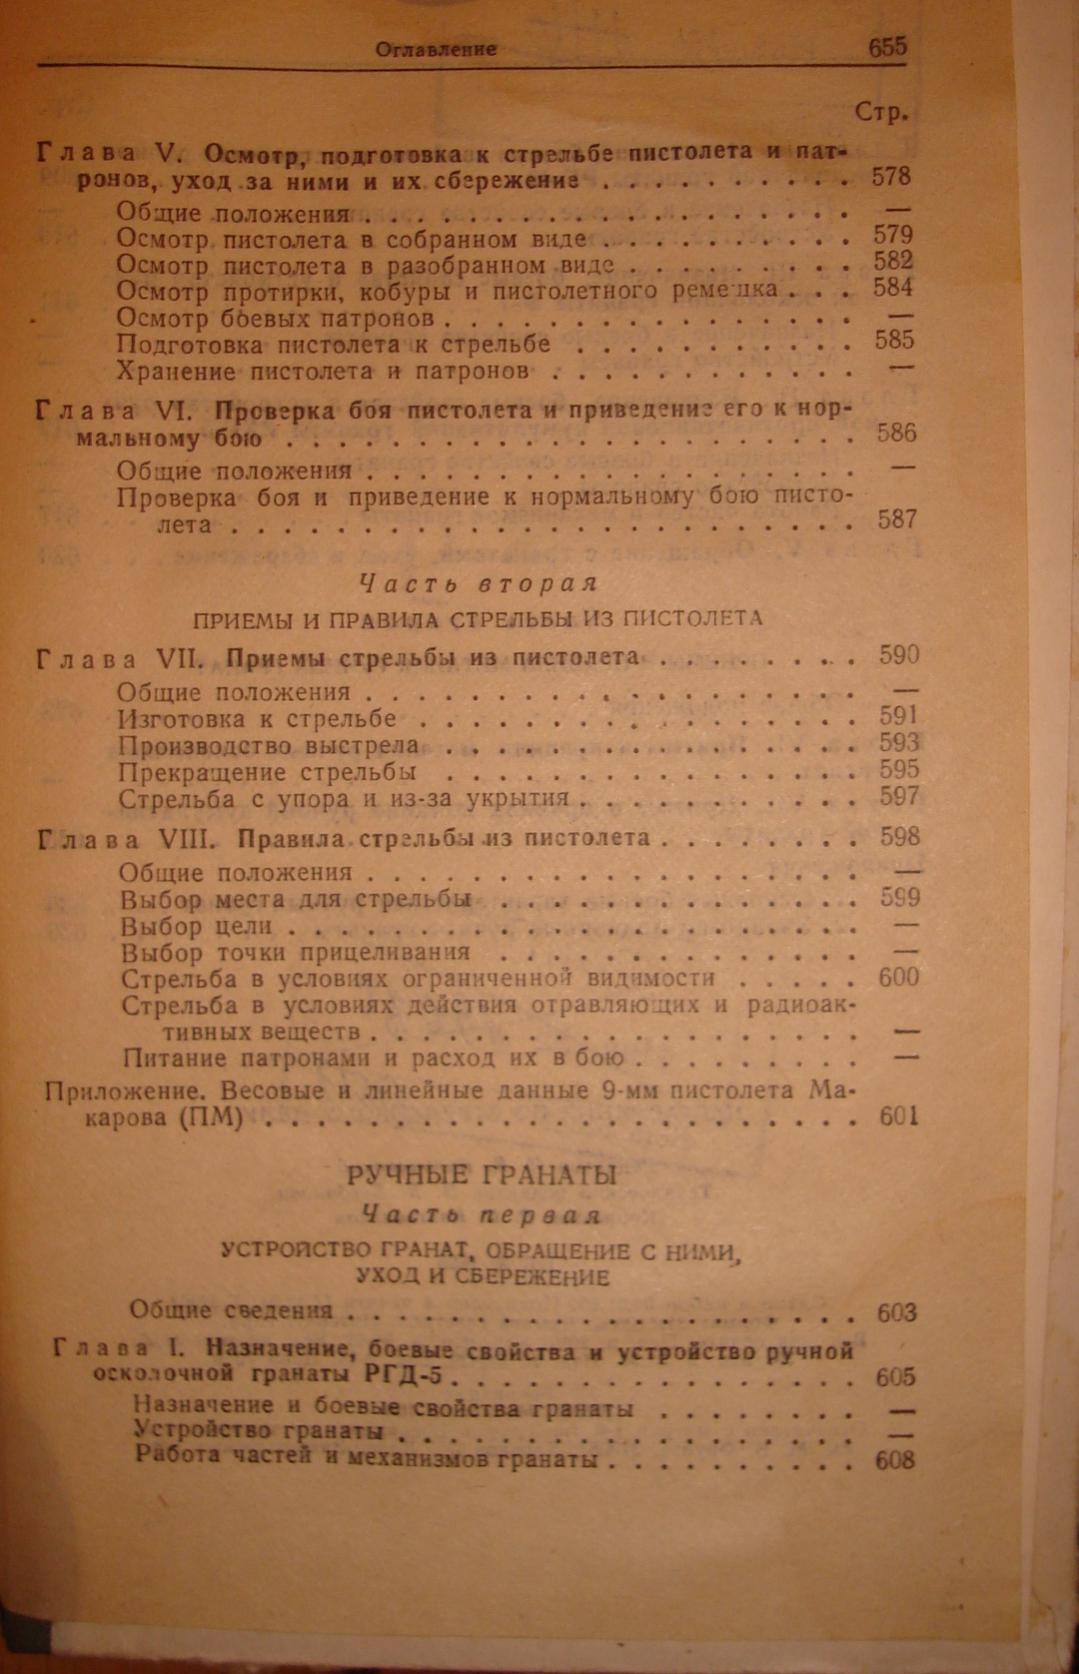 Оглавление 655
Стр.
Глава V. Осмотр, подготовка к стрельбе пистолета и пат-
ронов, уход за ними и их сбережение . . . . . . . . . . 578
Общие положения . . . . . . . . . . . . . . . . . . . —
Осмотр пистолета в собранном виде . . . . . . . . . . 579
Осмотр пистолета в разобранном виде . . . . . . . . . 582
Осмотр протирки, кобуры и пистолетного ремешка . . . 584
Осмотр боевых патронов . . . . . . . . . . . . . . . . —
Подготовка пистолета к стрельбе . . . . . . . . . . . 585
Хранение пистолета и патронов . . . . . . . . . . . . —
Глава VI. Проверка боя пистолета и приведение его к нор-
мальному бою . . . . . . . . . . . . . . . . . . . . . . 586
Общие положения . . . . . . . . . . . . . . . . . . . —
Проверка боя и приведение к нормальному бою писто-
лета . . . . . . . . . . . . . . . . . . . . . . . . 587
Часть вторая
ПРИЕМЫ И ПРАВИЛА СТРЕЛЬБЫ ИЗ ПИСТОЛЕТА
Глава VII. Приемы стрельбы из пистолета . . . . . . . . 590
Общие положения . . . . . . . . . . . . . . . . . . . —
Изготовка к стрельбе . . . . . . . . . . . . . . . . . 591
Производство выстрела . . . . . . . . . . . . . . . . 593
Прекращение стрельбы . . . . . . . . . . . . . . . . 595
Стрельба с упора и из-за укрытия . . . . . . . . . . . 597
Глава VIII. Правила стрельбы из пистолета . . . . . . . . 598
Общие положения . . . . . . . . . . . . . . . . . . . —
Выбор места для стрельбы . . . . . . . . . . . . . . 599
Выбор цели . . . . . . . . . . . . . . . . . . . . . . —
Выбор точки прицеливания . . . . . . . . . . . . . . —
Стрельба в условиях ограниченной видимости . . . . . 600
Стрельба в условиях действия отравляющих и радиоак-
тивных веществ . . . . . . . . . . . . . . . . . . . —
Питание патронами и расход их в бою . . . . . . . . . —
Приложение. Весовые и линейные данные 9-мм пистолета Ма-
карова (ПМ) . . . . . . . . . . . . . . . . . . . . . . . 601
РУЧНЫЕ ГРАНАТЫ
Часть первая
УСТРОЙСТВО ГРАНАТ, ОБРАЩЕНИЕ С НИМИ,
УХОД И СБЕРЕЖЕНИЕ
Общие сведения . . . . . . . . . . . . . . . . . . . . 603
Глава I. Назначение, боевые свойства и устройство ручной
осколочной гранаты РГД-5 . . . . . . . . . . . . . . . . 605
Назначение и боевые свойства гранаты . . . . . . . . —
Устройство гранаты . . . . . . . . . . . . . . . . . . —
Работа частей и механизмов гранаты . . . . . . . . . . 608